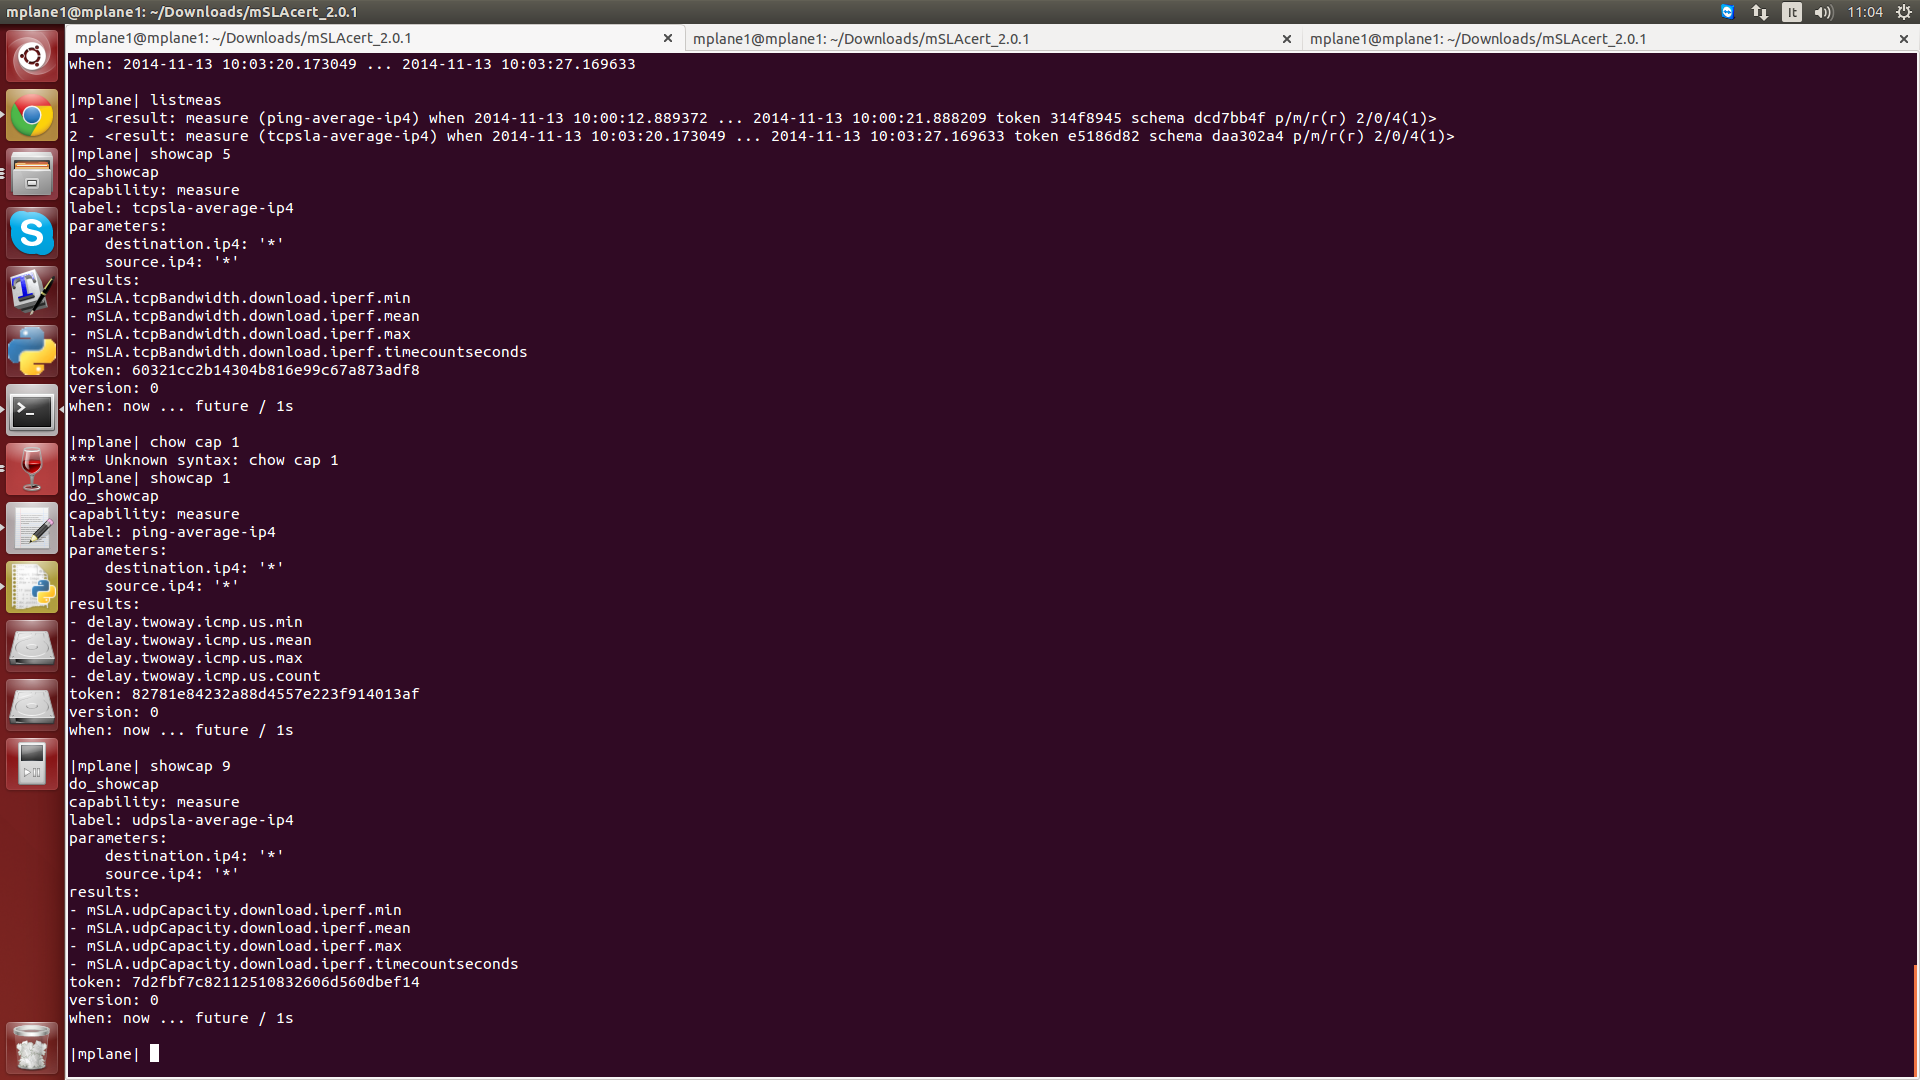 mplane1@mplane1: ~/Downloads/mSLAcert_2.0.1
It
11:04
mplane1@mplane1: ~/Downloads/mSLAcert_2.0.1
mplane1@mplane1: ~/Downloads/mSLAcert_2.0.1
mplane1@mplane1: ~/Downloads/mSLAcert_2.0.1
when: 2014-11-13 10:03:20.173049 ... 2014-11-13 10:03:27.169633
|mplane| listmeas
1 - <result: measure (ping-average-ip4) when 2014-11-13 10:00:12.889372 ... 2014-11-13 10:00:21.888209 token 314f8945 schema dcd7bb4f p/m/r(r) 2/0/4(1)>
2 - <result: measure (tcpsla-average-ip4) when 2014-11-13 10:03:20.173049 ... 2014-11-13 10:03:27.169633 token e5186d82 schema daa302a4 p/m/r(r) 2/0/4(1)>
|mplane| showcap 5
do_showcap
capability: measure
label: tcpsla-average-ip4
parameters:
    destination.ip4: '*'
    source.ip4: '*'
results:
- mSLA.tcpBandwidth.download.iperf.min
- mSLA.tcpBandwidth.download.iperf.mean
- mSLA.tcpBandwidth.download.iperf.max
- mSLA.tcpBandwidth.download.iperf.timecountseconds
token: 60321cc2b14304b816e99c67a873adf8
version: 0
when: now ... future / 1s
|mplane| chow cap 1
*** Unknown syntax: chow cap 1
|mplane| showcap 1
do_showcap
capability: measure
label: ping-average-ip4
parameters:
    destination.ip4: '*'
    source.ip4: '*'
results:
- delay.twoway.icmp.us.min
- delay.twoway.icmp.us.mean
- delay.twoway.icmp.us.max
- delay.twoway.icmp.us.count
token: 82781e84232a88d4557e223f914013af
version: 0
when: now ... future / 1s
|mplane| showcap 9
do_showcap
capability: measure
label: udpsla-average-ip4
parameters:
    destination.ip4: '*'
    source.ip4: '*'
results:
- mSLA.udpCapacity.download.iperf.min
- mSLA.udpCapacity.download.iperf.mean
- mSLA.udpCapacity.download.iperf.max
- mSLA.udpCapacity.download.iperf.timecountseconds
token: 7d2fbf7c82112510832606d560dbef14
version: 0
when: now ... future / 1s
|mplane|